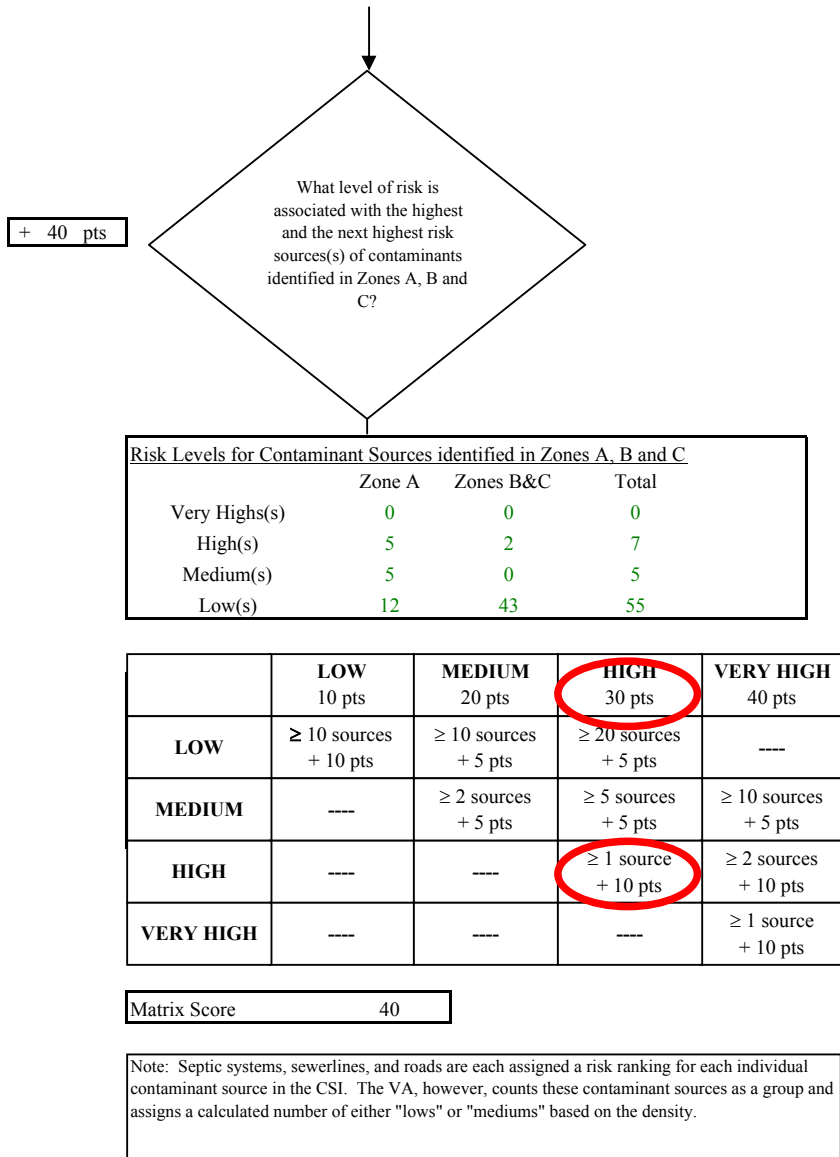 What level of risk is
associated with the highest
and the next highest risk
sources(s) of contaminants
identified in Zones A, B and
C?
+ 40 pts
Risk Levels for Contaminant Sources identified in Zones A, B and C
Zone A Zones B&C Total
Very Highs(s) 0 0 0
High(s) 5 2 7
Medium(s) 5 0 5
Low(s) 12 43 55
LOW MEDIUM HIGH VERY HIGH
10 pts 20 pts 30 pts 40 pts
LOW ≥ 10 sources ≥ 10 sources ≥ 20 sources ----
+ 10 pts + 5 pts + 5 pts
MEDIUM ---- ≥ 2 sources ≥ 5 sources ≥ 10 sources
+ 5 pts + 5 pts + 5 pts
HIGH ---- ---- ≥ 1 source ≥ 2 sources
+ 10 pts + 10 pts
VERY HIGH ---- ---- ---- ≥ 1 source
+ 10 pts
Matrix Score 40
Note: Septic systems, sewerlines, and roads are each assigned a risk ranking for each individual
contaminant source in the CSI. The VA, however, counts these contaminant sources as a group and
assigns a calculated number of either "lows" or "mediums" based on the density.